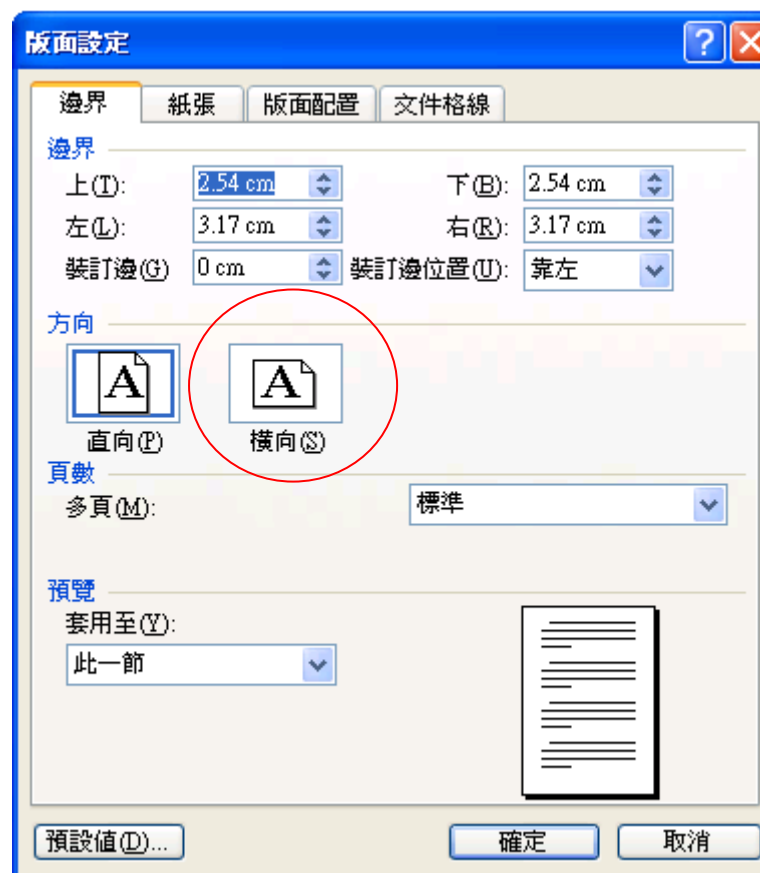 版面設定
邊界 紙張 版面配置 文件格線
邊界
上(T): 2.54 cm 下(B): 2.54 cm
左(L): 3.17 cm 右(R): 3.17 cm
裝訂邊(G) 0 cm 裝訂邊位置(U): 靠左
方向
A A
直向(P) 橫向(S)
頁數
多頁(M): 標準
預覽
套用至(Y):
此一節
預設值(D)... 確定 取消